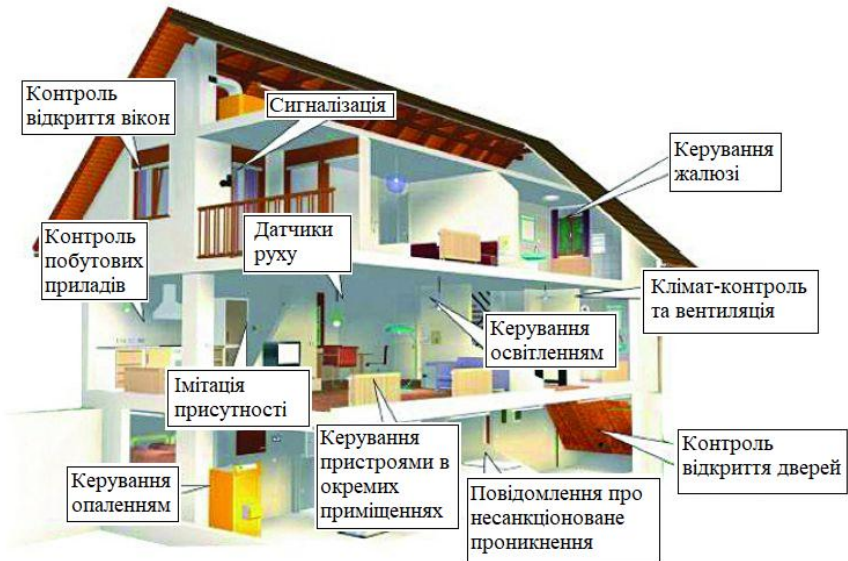 Контроль
відкриття вікон
Сигналізація
Керування
жалюзі
Контроль
побутових
приладів
Датчики
руху
Клімат-контроль
та вентиляція
Керування
освітленням
Імітація
присутності
Керування
пристроями в
окремих
приміщеннях
Контроль
відкриття дверей
Керування
опаленням
Повідомлення про
несанкціоноване
проникнення